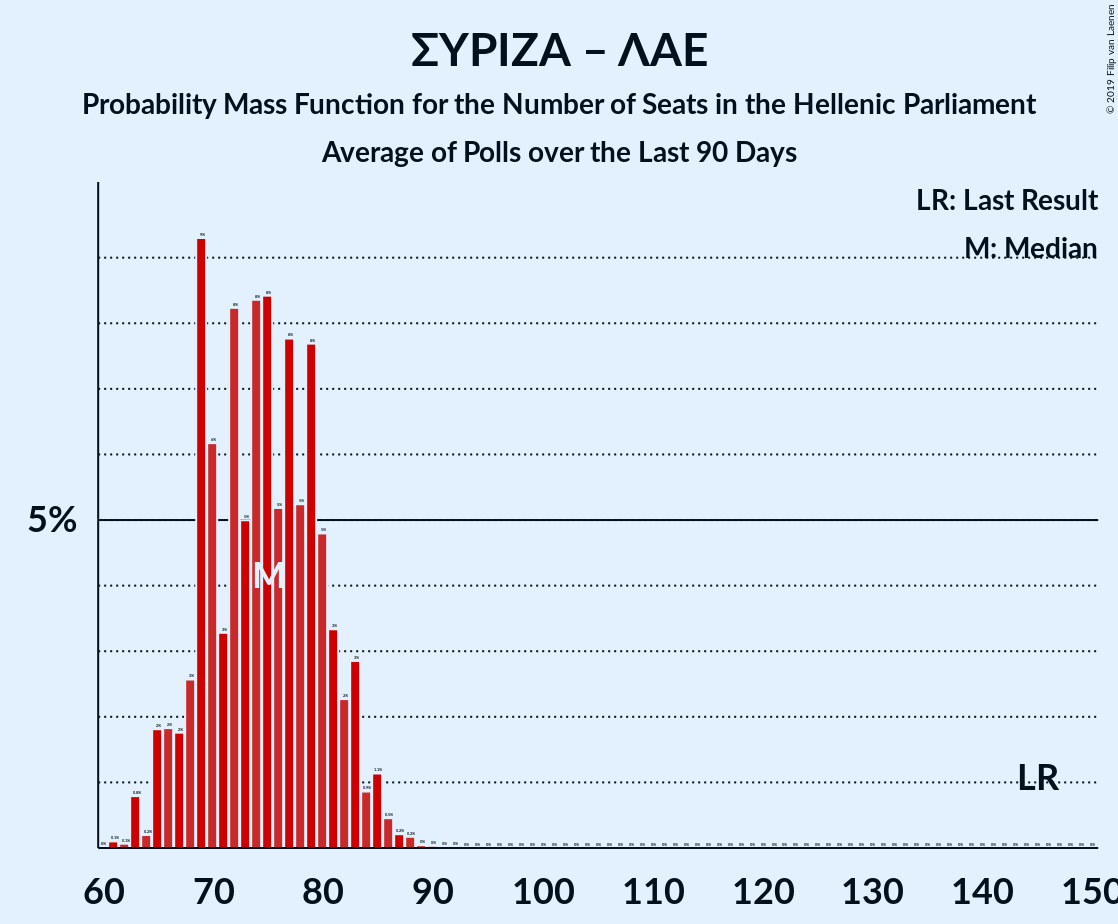 ΣΥΡΙΖΑ – ΛΑΕ
Probability Mass Function for the Number of Seats in the Hellenic Parliament
Average of Polls over the Last 90 Days
© 2019 Filip van Laenen
LR: Last Result
M: Median
5%
M
LR
60 70 80 90 100 110 120 130 140 150